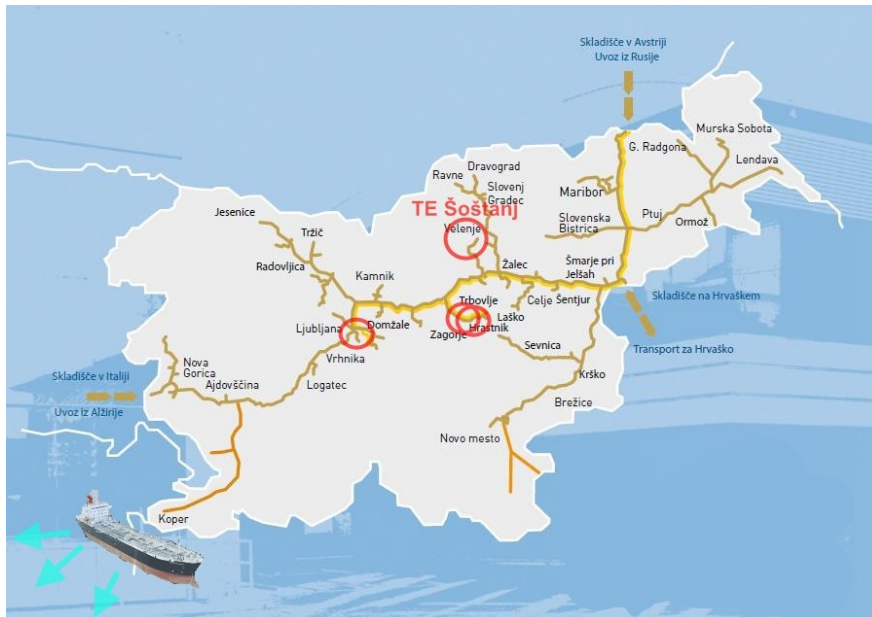 Skladišče v Avstriji
Uvoz iz Rusije
Murska Sobota
G. Radgona
Lendava
Dravograd
Ravne
Slovenj
Gradec
Maribor
TE Šoštanj
Velenje
Slovenska
Bistrica
Ptuj
Ormož
Jesenice
Tržič
Radovljica
Kamnik
Žalec
Šmarje pri
Jelšah
Skladišče na Hrvaškem
Trbovlje
Celje
Šentjur
Ljubljana
Domžale
Laško
Zagorje
Hrastnik
Sevnica
Transport za Hrvaško
Vrhnika
Nova
Gorica
Skladišče v Italiji
Ajdovščina
Logatec
Krško
Uvoz iz Alžirije
Brežice
Novo mesto
Koper